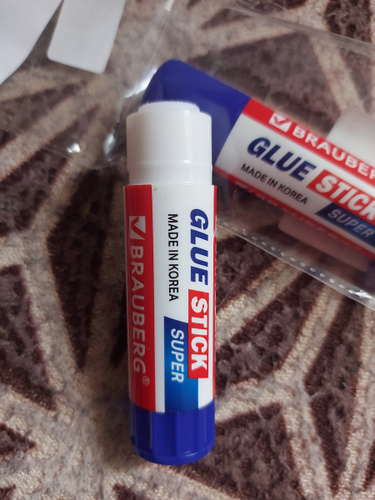 BRAUBERG®
GLUE STICK
MADE IN KOREA
SUPER
BRAUBERG
GLUE STICK
MADE IN KOREA
SUPER